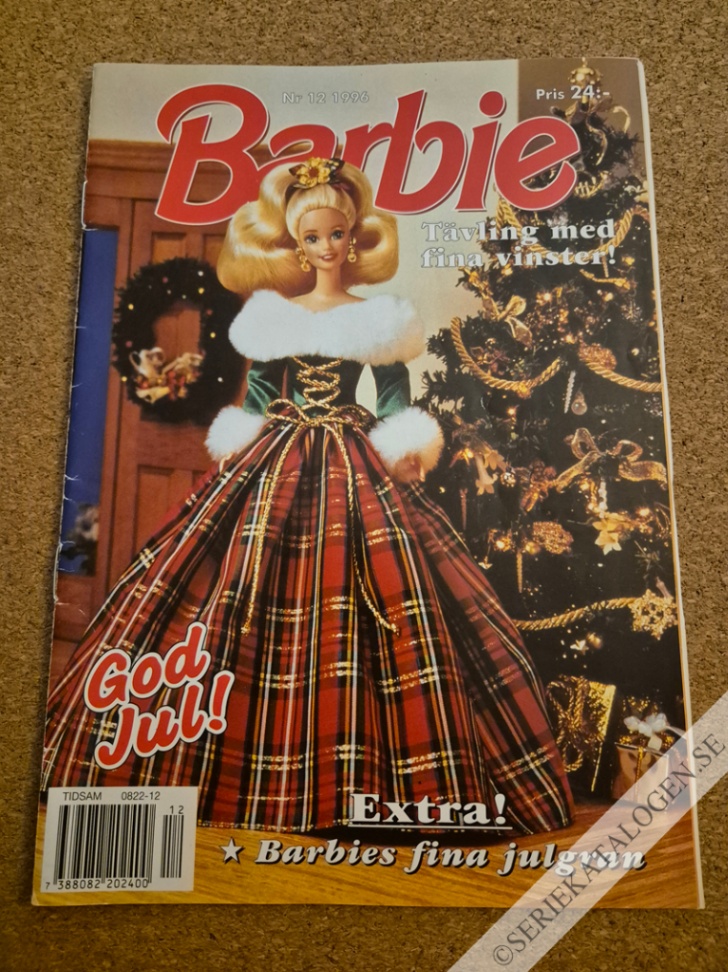 Nr 12 1996
Pris 24:-
Barbie
Tävling med
fina vinster!
God
Jul!
TIDSAM 0822-12
12
7 388082 202400
Extra!
★ Barbies fina julgran
©SERIEKATALOGEN.SE